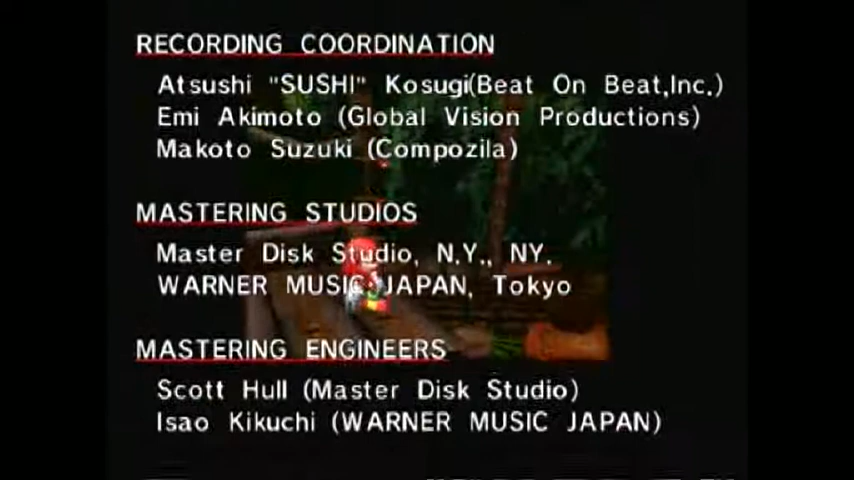 RECORDING COORDINATION
Atsushi "SUSHI" Kosugi(Beat On Beat,Inc.)
Emi Akimoto (Global Vision Productions)
Makoto Suzuki (Compozila)
MASTERING STUDIOS
Master Disk Studio, N.Y., NY.
WARNER MUSIC JAPAN, Tokyo
MASTERING ENGINEERS
Scott Hull (Master Disk Studio)
Isao Kikuchi (WARNER MUSIC JAPAN)